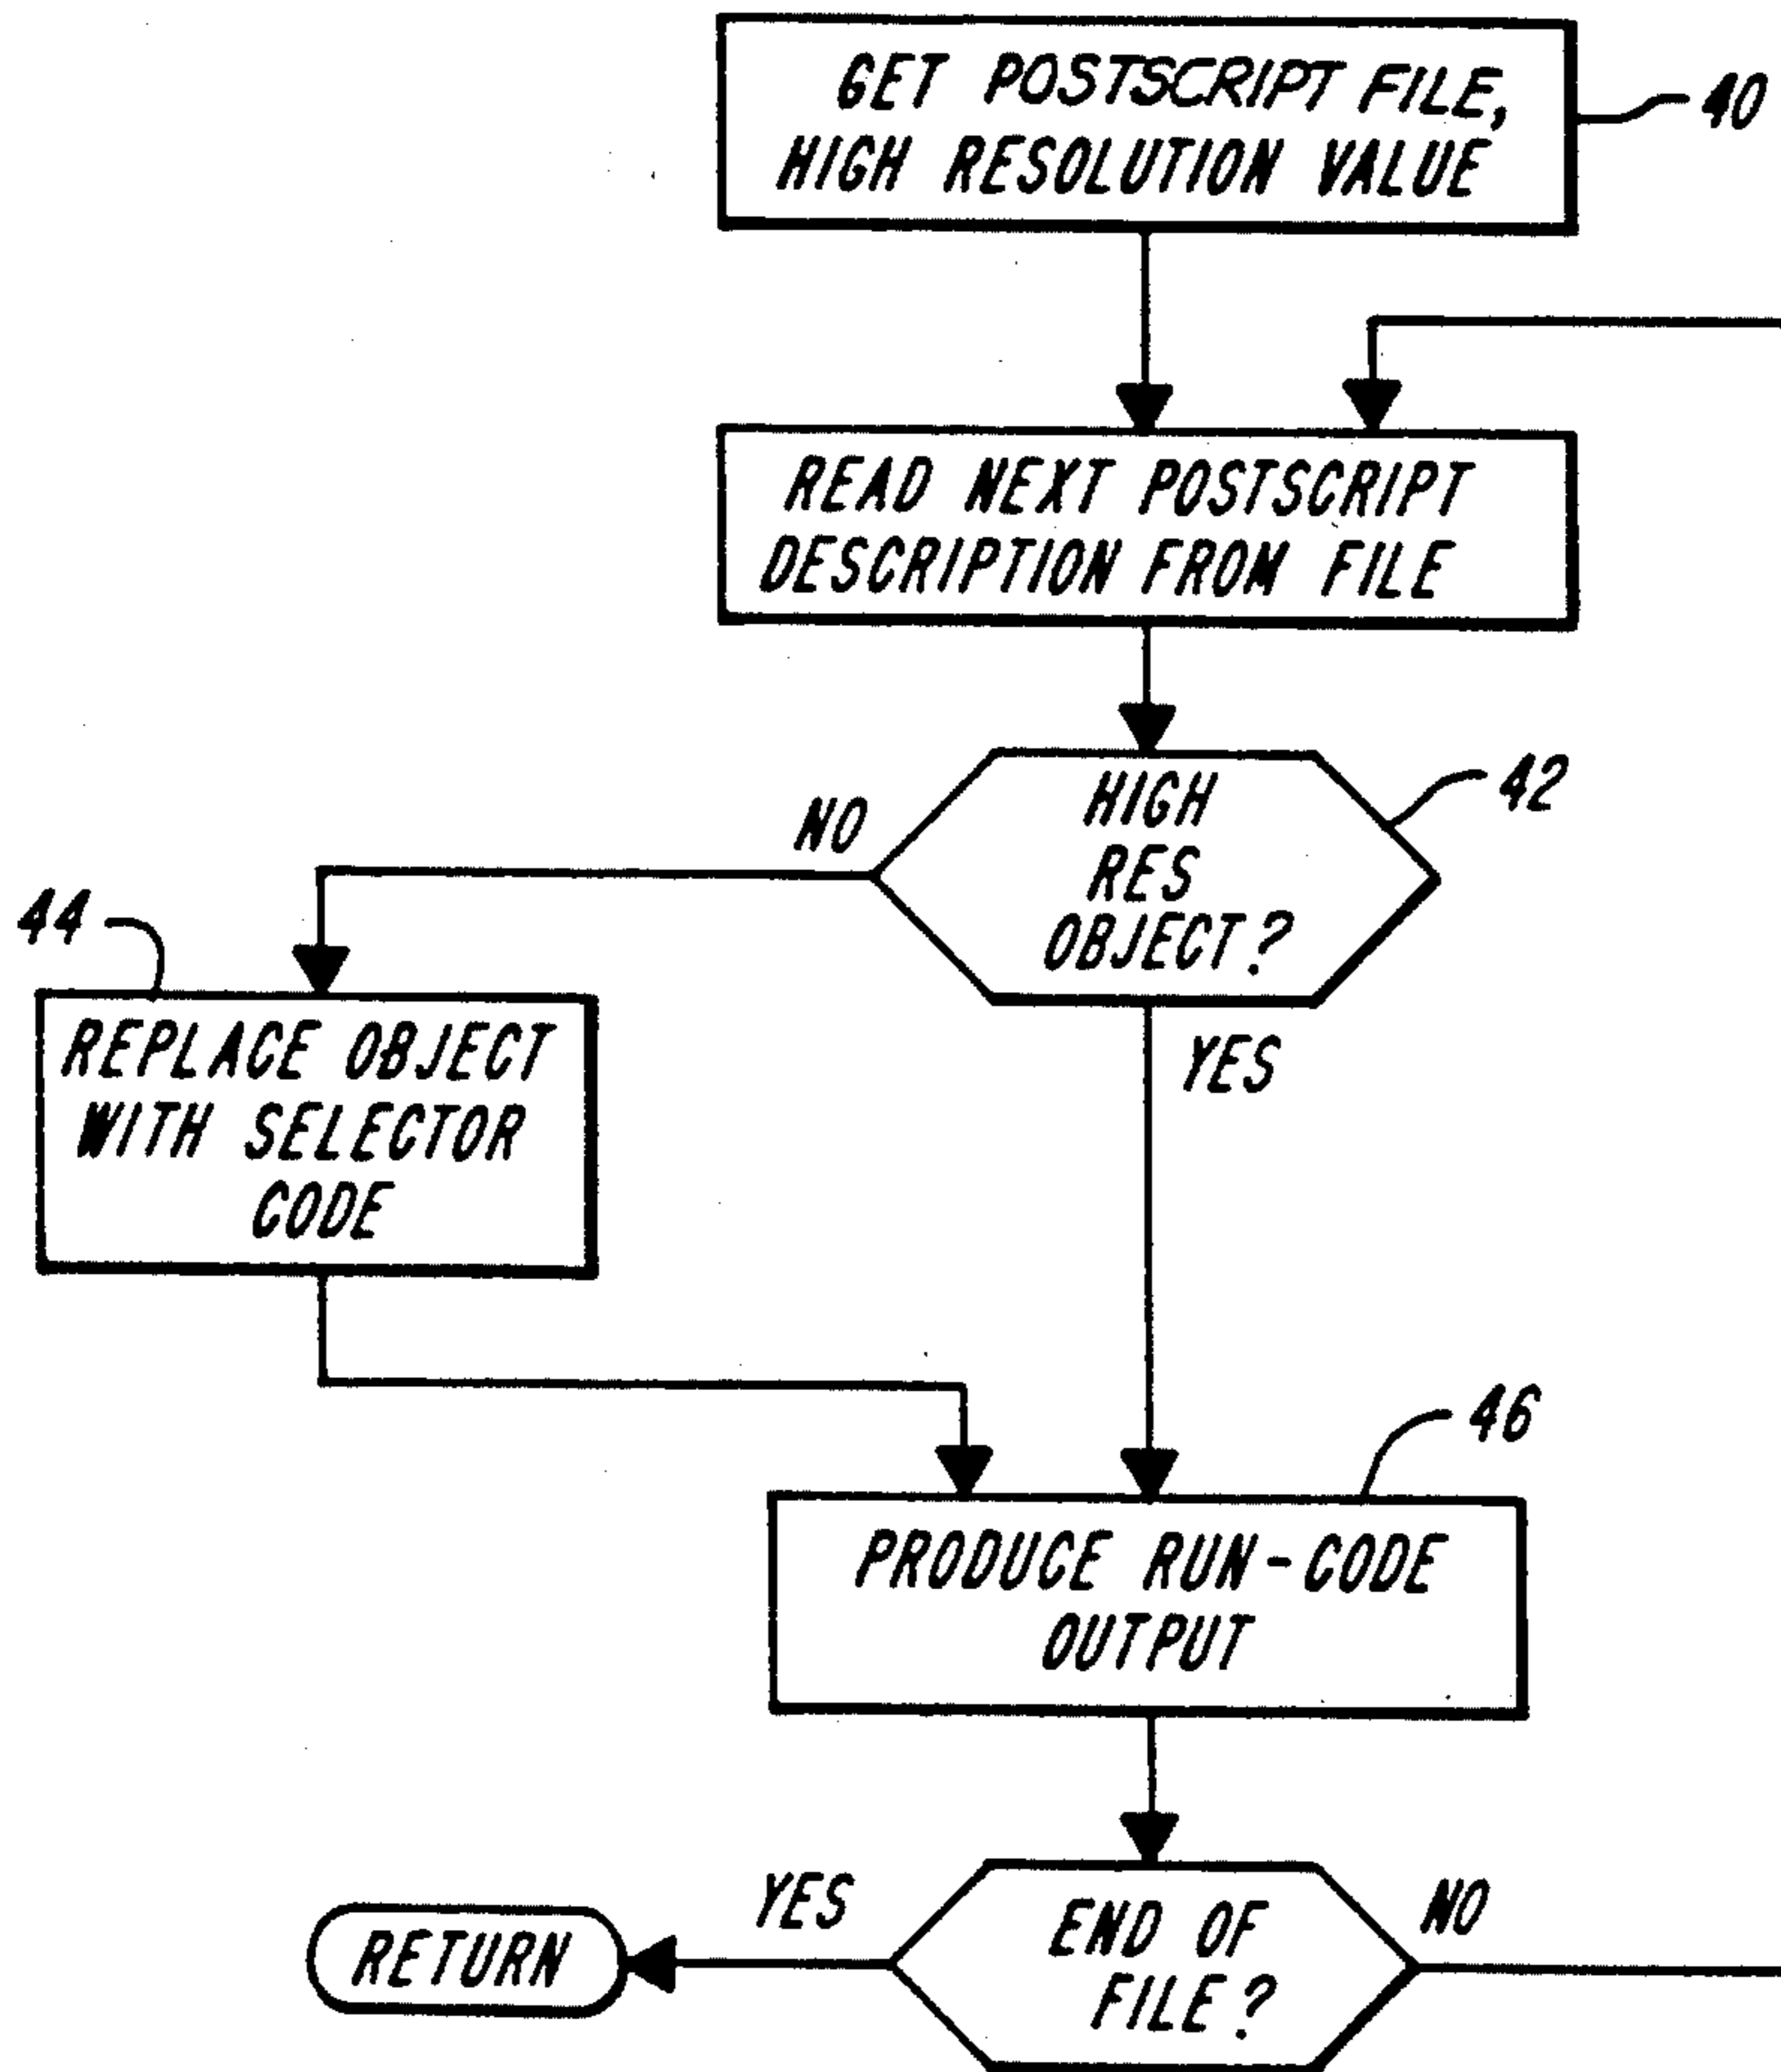 GET POSTSCRIPT FILE,
HIGH RESOLUTION VALUE
40
READ NEXT POSTSCRIPT
DESCRIPTION FROM FILE
HIGH
RES
OBJECT?
42
NO
YES
44
REPLACE OBJECT
WITH SELECTOR
CODE
46
PRODUCE RUN-CODE
OUTPUT
END OF
FILE?
YES
NO
RETURN